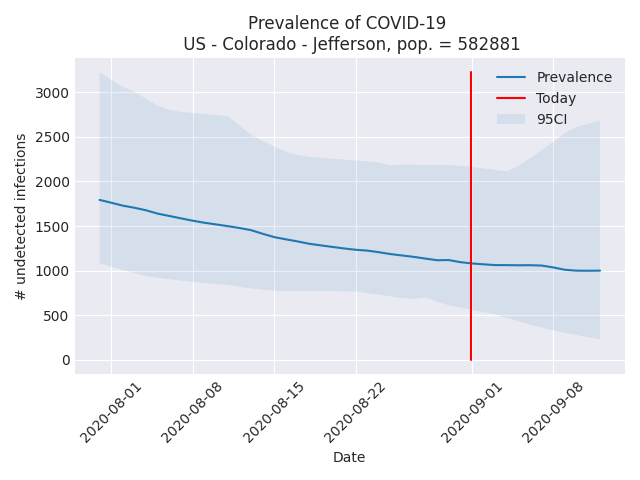 Prevalence of COVID-19
US - Colorado - Jefferson, pop. = 582881
Prevalence
Today
95CI
# undetected infections
3000
2500
2000
1500
1000
500
0
2020-08-01
2020-08-08
2020-08-15
2020-08-22
2020-09-01
2020-09-08
Date